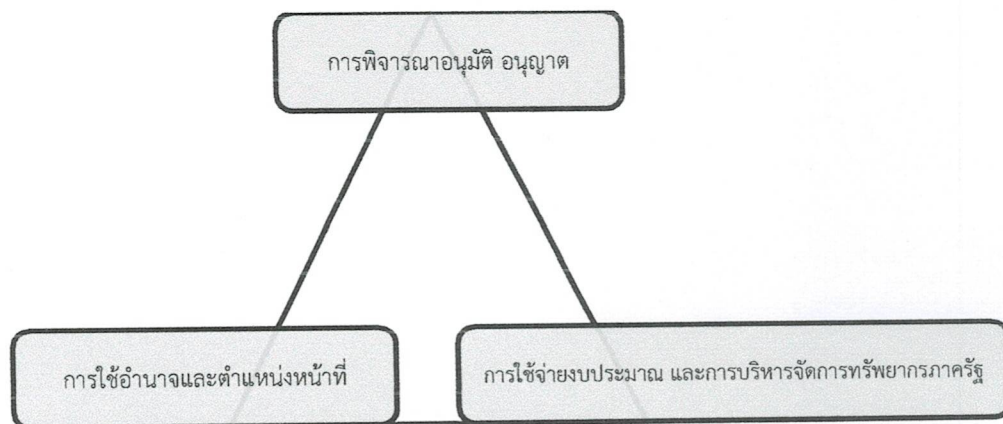 การพิจารณาอนุมัติ อนุญาต
การใช้อำนาจและตำแหน่งหน้าที่
การใช้จ่ายงบประมาณ และการบริหารจัดการทรัพยากรภาครัฐ